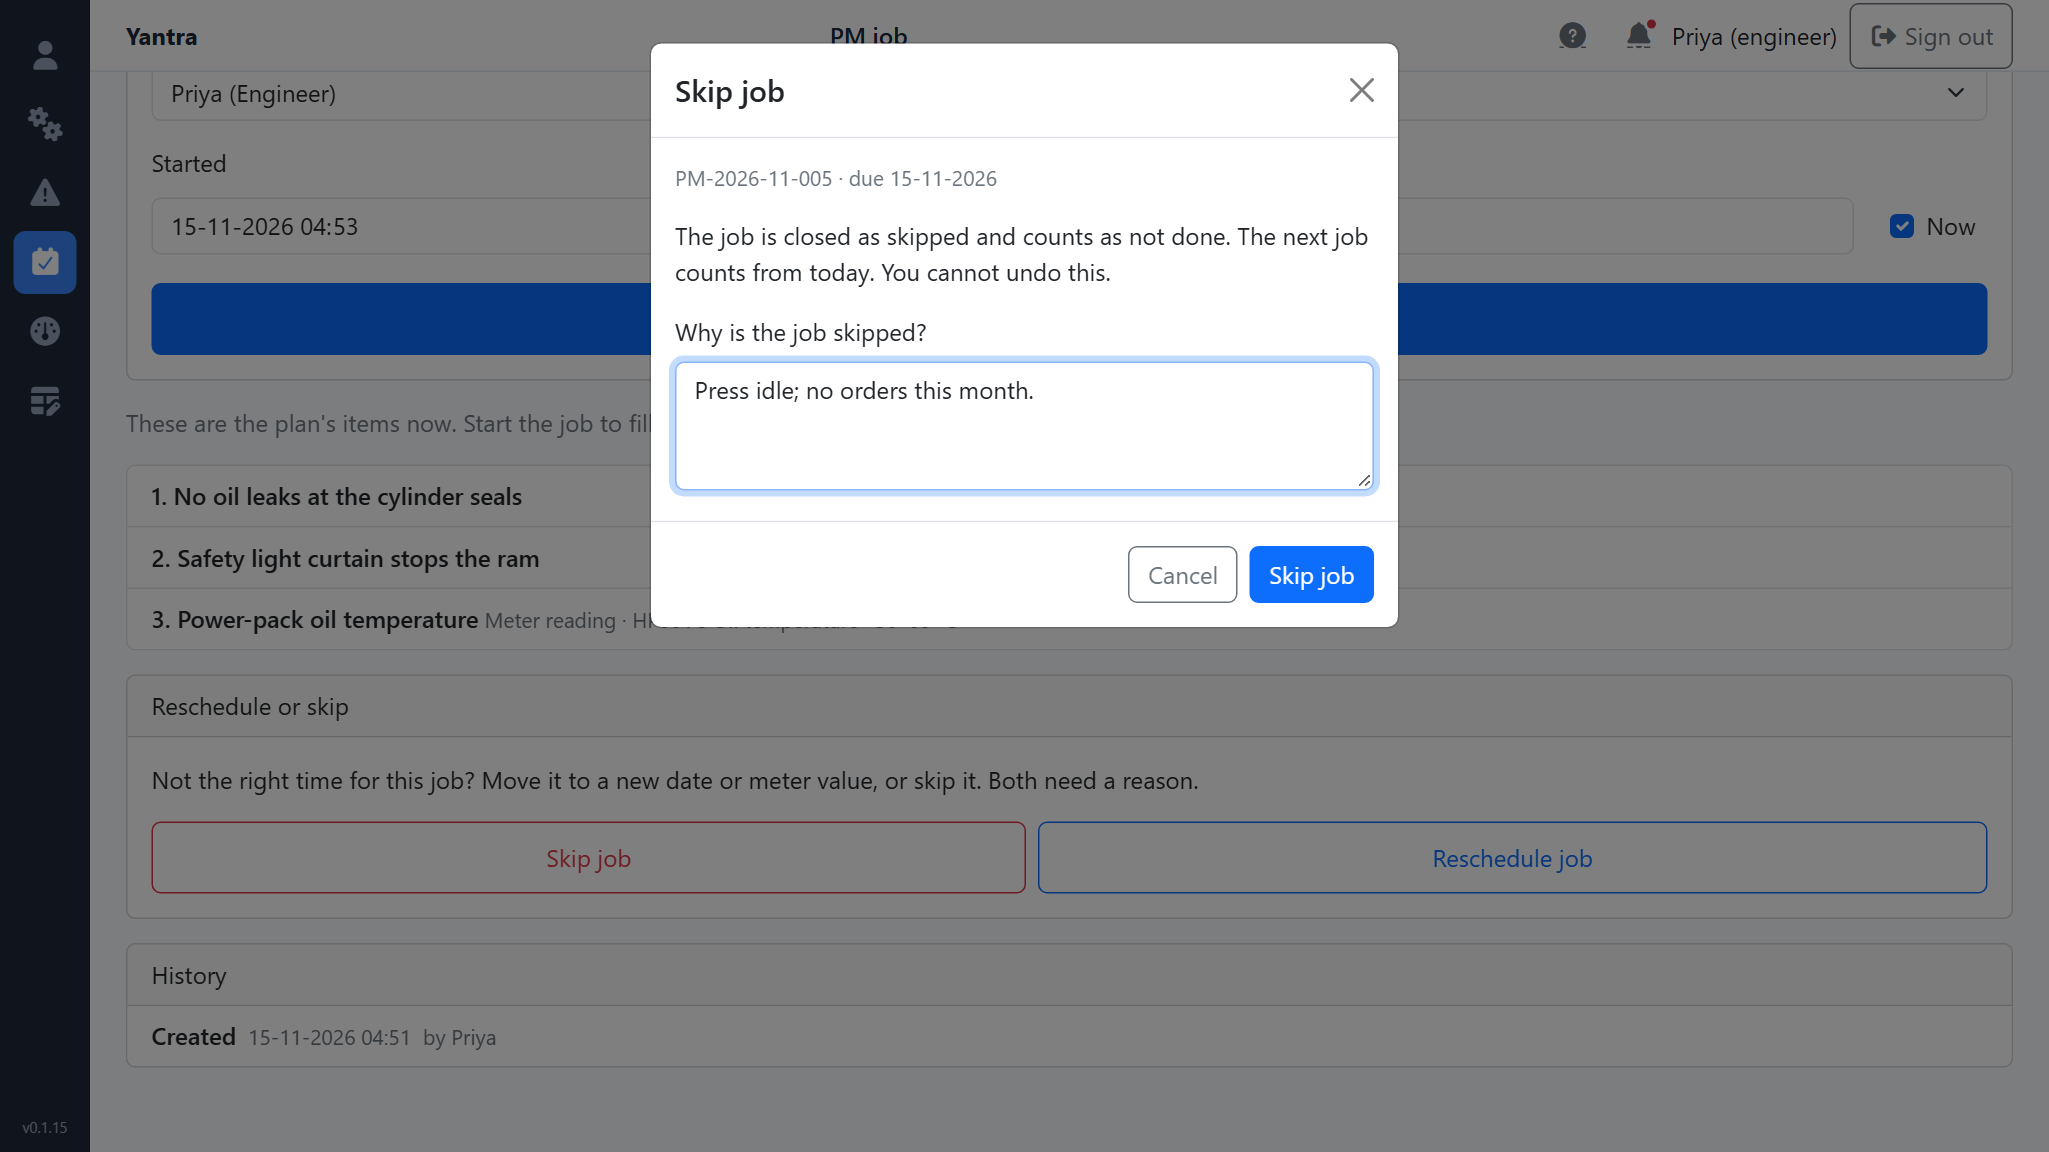 Yantra
PM job
Priya (engineer)
Sign out
Priya (Engineer)
Started
15-11-2026 04:53
Now
Skip job
PM-2026-11-005 · due 15-11-2026
The job is closed as skipped and counts as not done. The next job
counts from today. You cannot undo this.
Why is the job skipped?
Press idle; no orders this month.
Cancel
Skip job
These are the plan's items now. Start the job to fill
1. No oil leaks at the cylinder seals
2. Safety light curtain stops the ram
3. Power-pack oil temperature Meter reading ·
Reschedule or skip
Not the right time for this job? Move it to a new date or meter value, or skip it. Both need a reason.
Skip job
Reschedule job
History
Created 15-11-2026 04:51 by Priya
v0.1.15